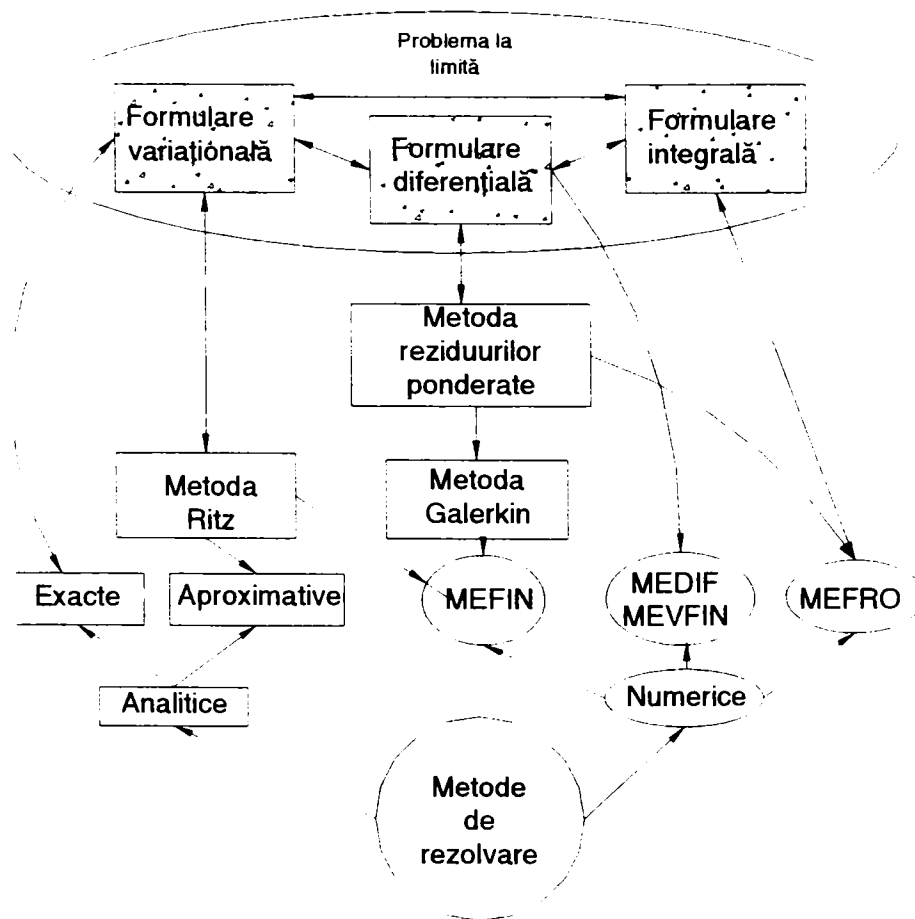 Problema la
limită
Formulare
variațională
Formulare
diferențială
Formulare
integrală
Metoda
reziduurilor
ponderate
Metoda
Ritz
Metoda
Galerkin
Exacte
Aproximative
MEFIN
MEDIF
MEVFIN
MEFRO
Analitice
Numerice
Metode
de
rezolvare